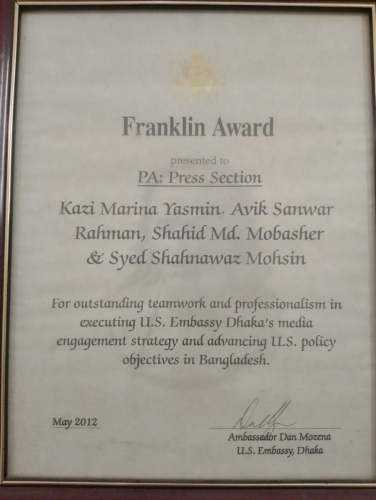 Franklin Award
presented to
PA: Press Section
Kazi Marina Yasmin, Avik Sanwar
Rahman, Shahid Md. Mobasher
& Syed Shahnawaz Mohsin
For outstanding teamwork and professionalism in
executing U.S. Embassy Dhaka's media
engagement strategy and advancing U.S. policy
objectives in Bangladesh.
May 2012
Ambassador Dan Mozena
U.S. Embassy, Dhaka